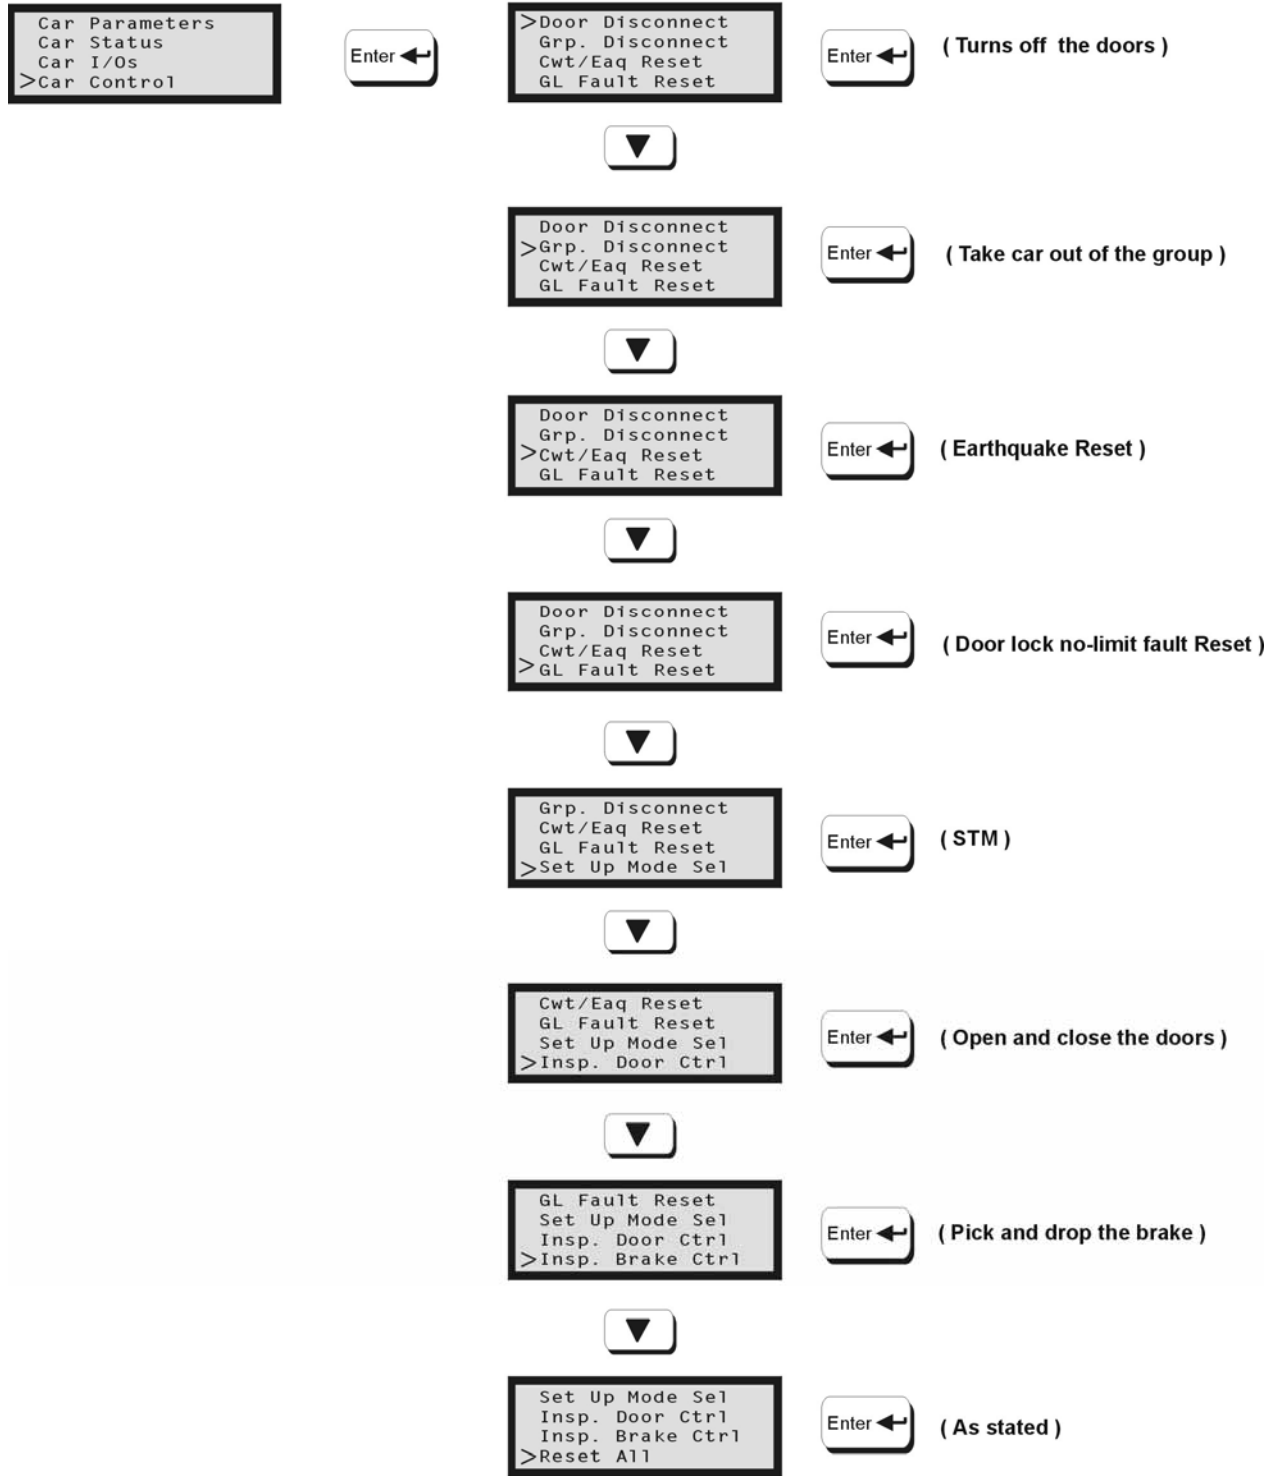 Car Parameters
Car Status
Car I/Os
>Car Control
Enter
>Door Disconnect
Grp. Disconnect
Cwt/Eaq Reset
GL Fault Reset
Enter
( Turns off the doors )
Door Disconnect
>Grp. Disconnect
Cwt/Eaq Reset
GL Fault Reset
Enter
( Take car out of the group )
Door Disconnect
Grp. Disconnect
>Cwt/Eaq Reset
GL Fault Reset
Enter
( Earthquake Reset )
Door Disconnect
Grp. Disconnect
Cwt/Eaq Reset
>GL Fault Reset
Enter
( Door lock no-limit fault Reset )
Grp. Disconnect
Cwt/Eaq Reset
GL Fault Reset
>Set Up Mode Sel
Enter
( STM )
Cwt/Eaq Reset
GL Fault Reset
Set Up Mode Sel
>Insp. Door Ctrl
Enter
( Open and close the doors )
GL Fault Reset
Set Up Mode Sel
Insp. Door Ctrl
>Insp. Brake Ctrl
Enter
( Pick and drop the brake )
Set Up Mode Sel
Insp. Door Ctrl
Insp. Brake Ctrl
>Reset All
Enter
( As stated )